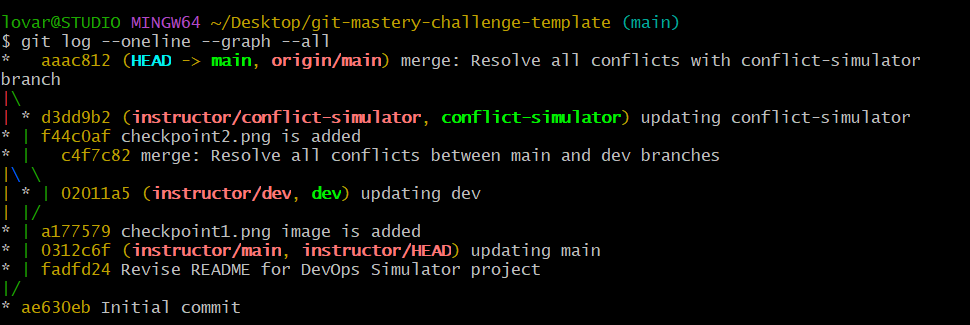 lovar@STUDIO MINGW64 ~/Desktop/git-mastery-challenge-template (main)
$ git log --oneline --graph --all
*   aaac812 (HEAD -> main, origin/main) merge: Resolve all conflicts with conflict-simulator
branch
|\
| * d3dd9b2 (instructor/conflict-simulator, conflict-simulator) updating conflict-simulator
* | f44c0af checkpoint2.png is added
* |   c4f7c82 merge: Resolve all conflicts between main and dev branches
|\ \
| * | 02011a5 (instructor/dev, dev) updating dev
| |/
* | a177579 checkpoint1.png image is added
* | 0312c6f (instructor/main, instructor/HEAD) updating main
* | fadfd24 Revise README for DevOps Simulator project
|/
* ae630eb Initial commit